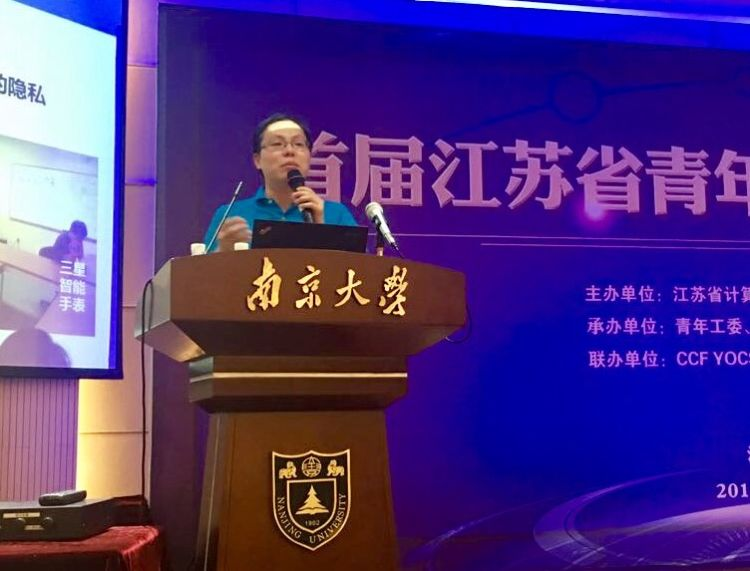 的隐私
三星
智能
手表
首届江苏省青年
主办单位：江苏省计算
承办单位：青年工委、
联办单位：CCF YOCS
201
南京大學
NANJING UNIVERSITY
1902